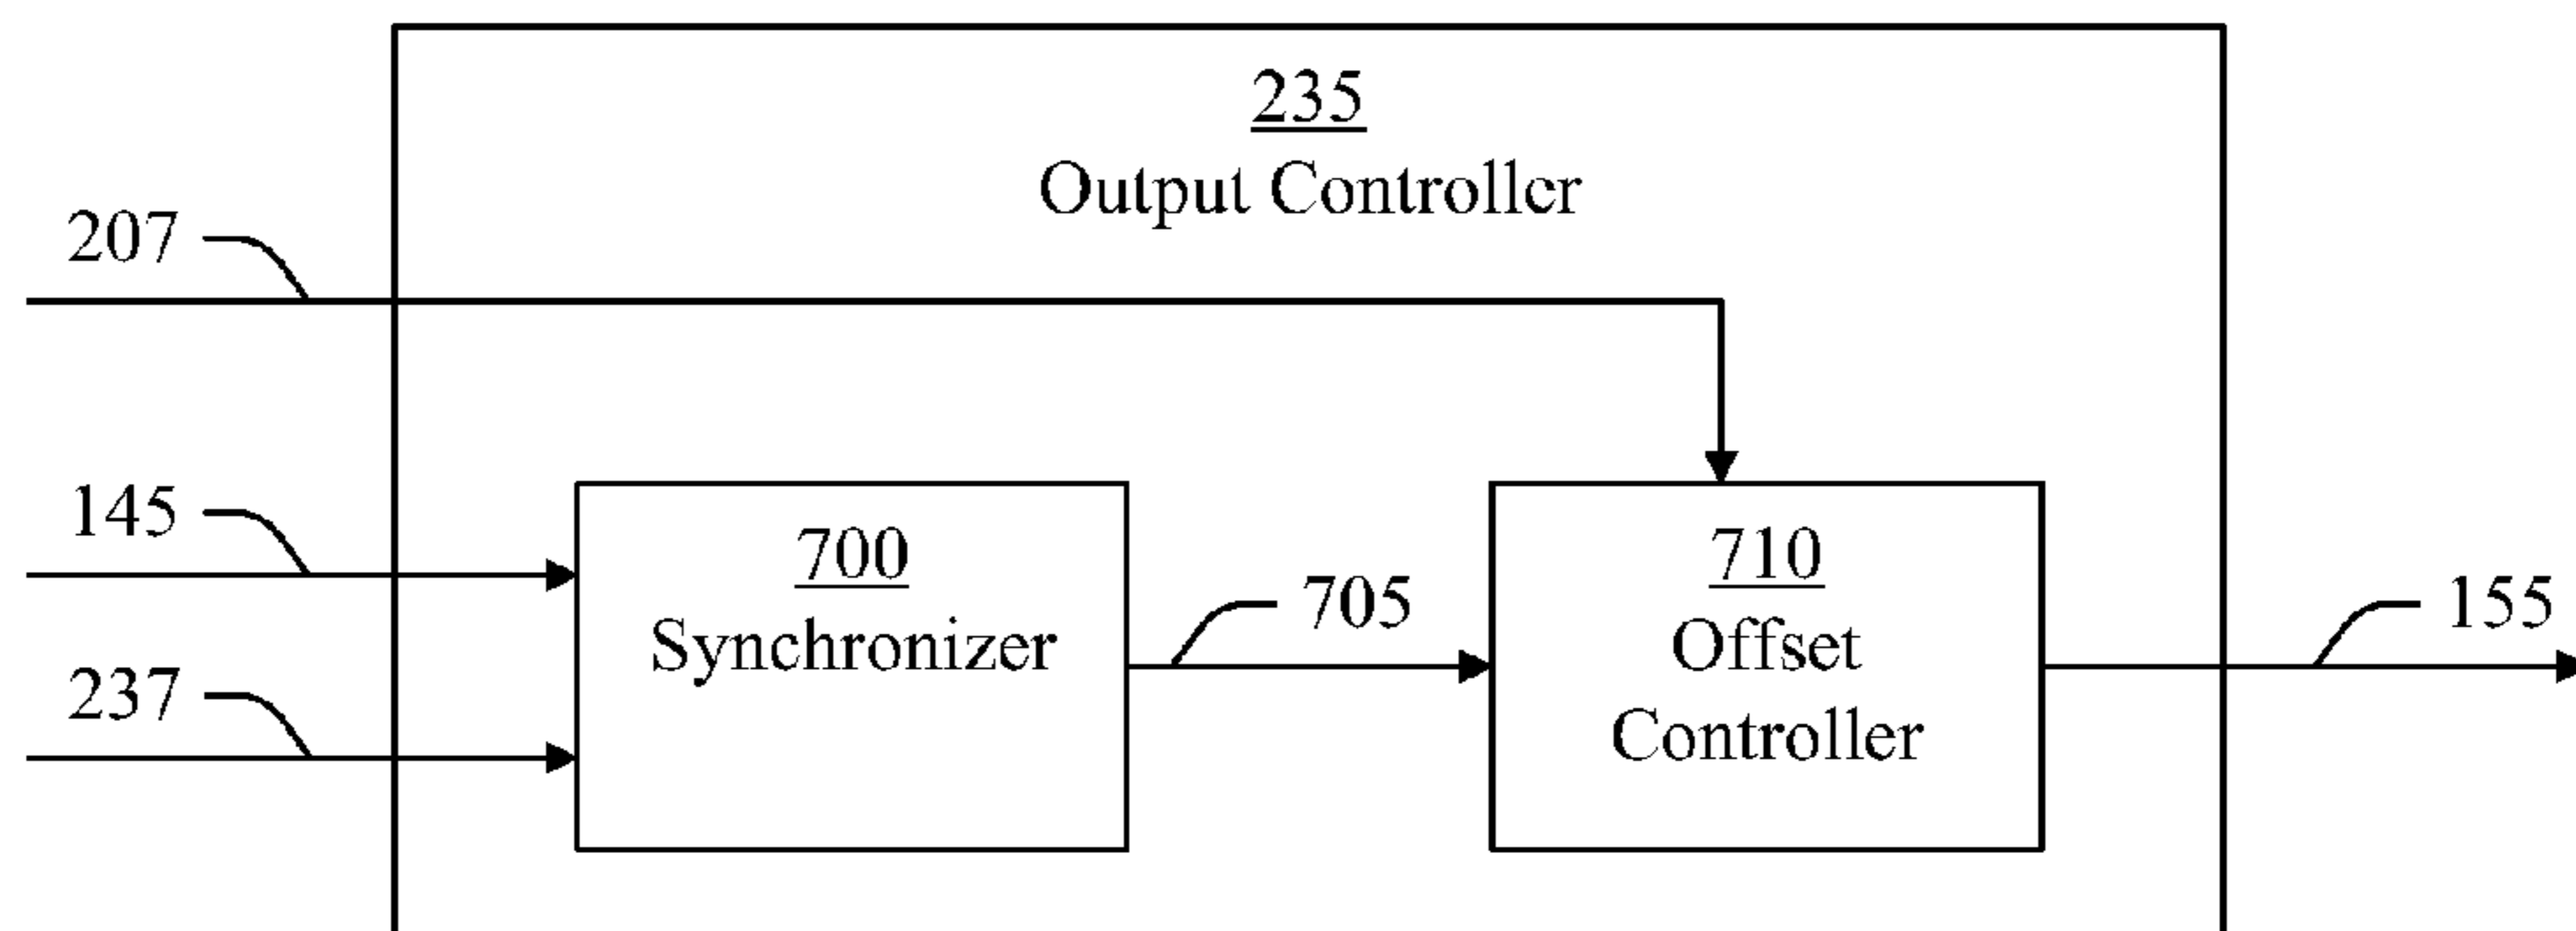 235
Output Controller
207
145
700
Synchronizer
705
710
Offset
Controller
155
237